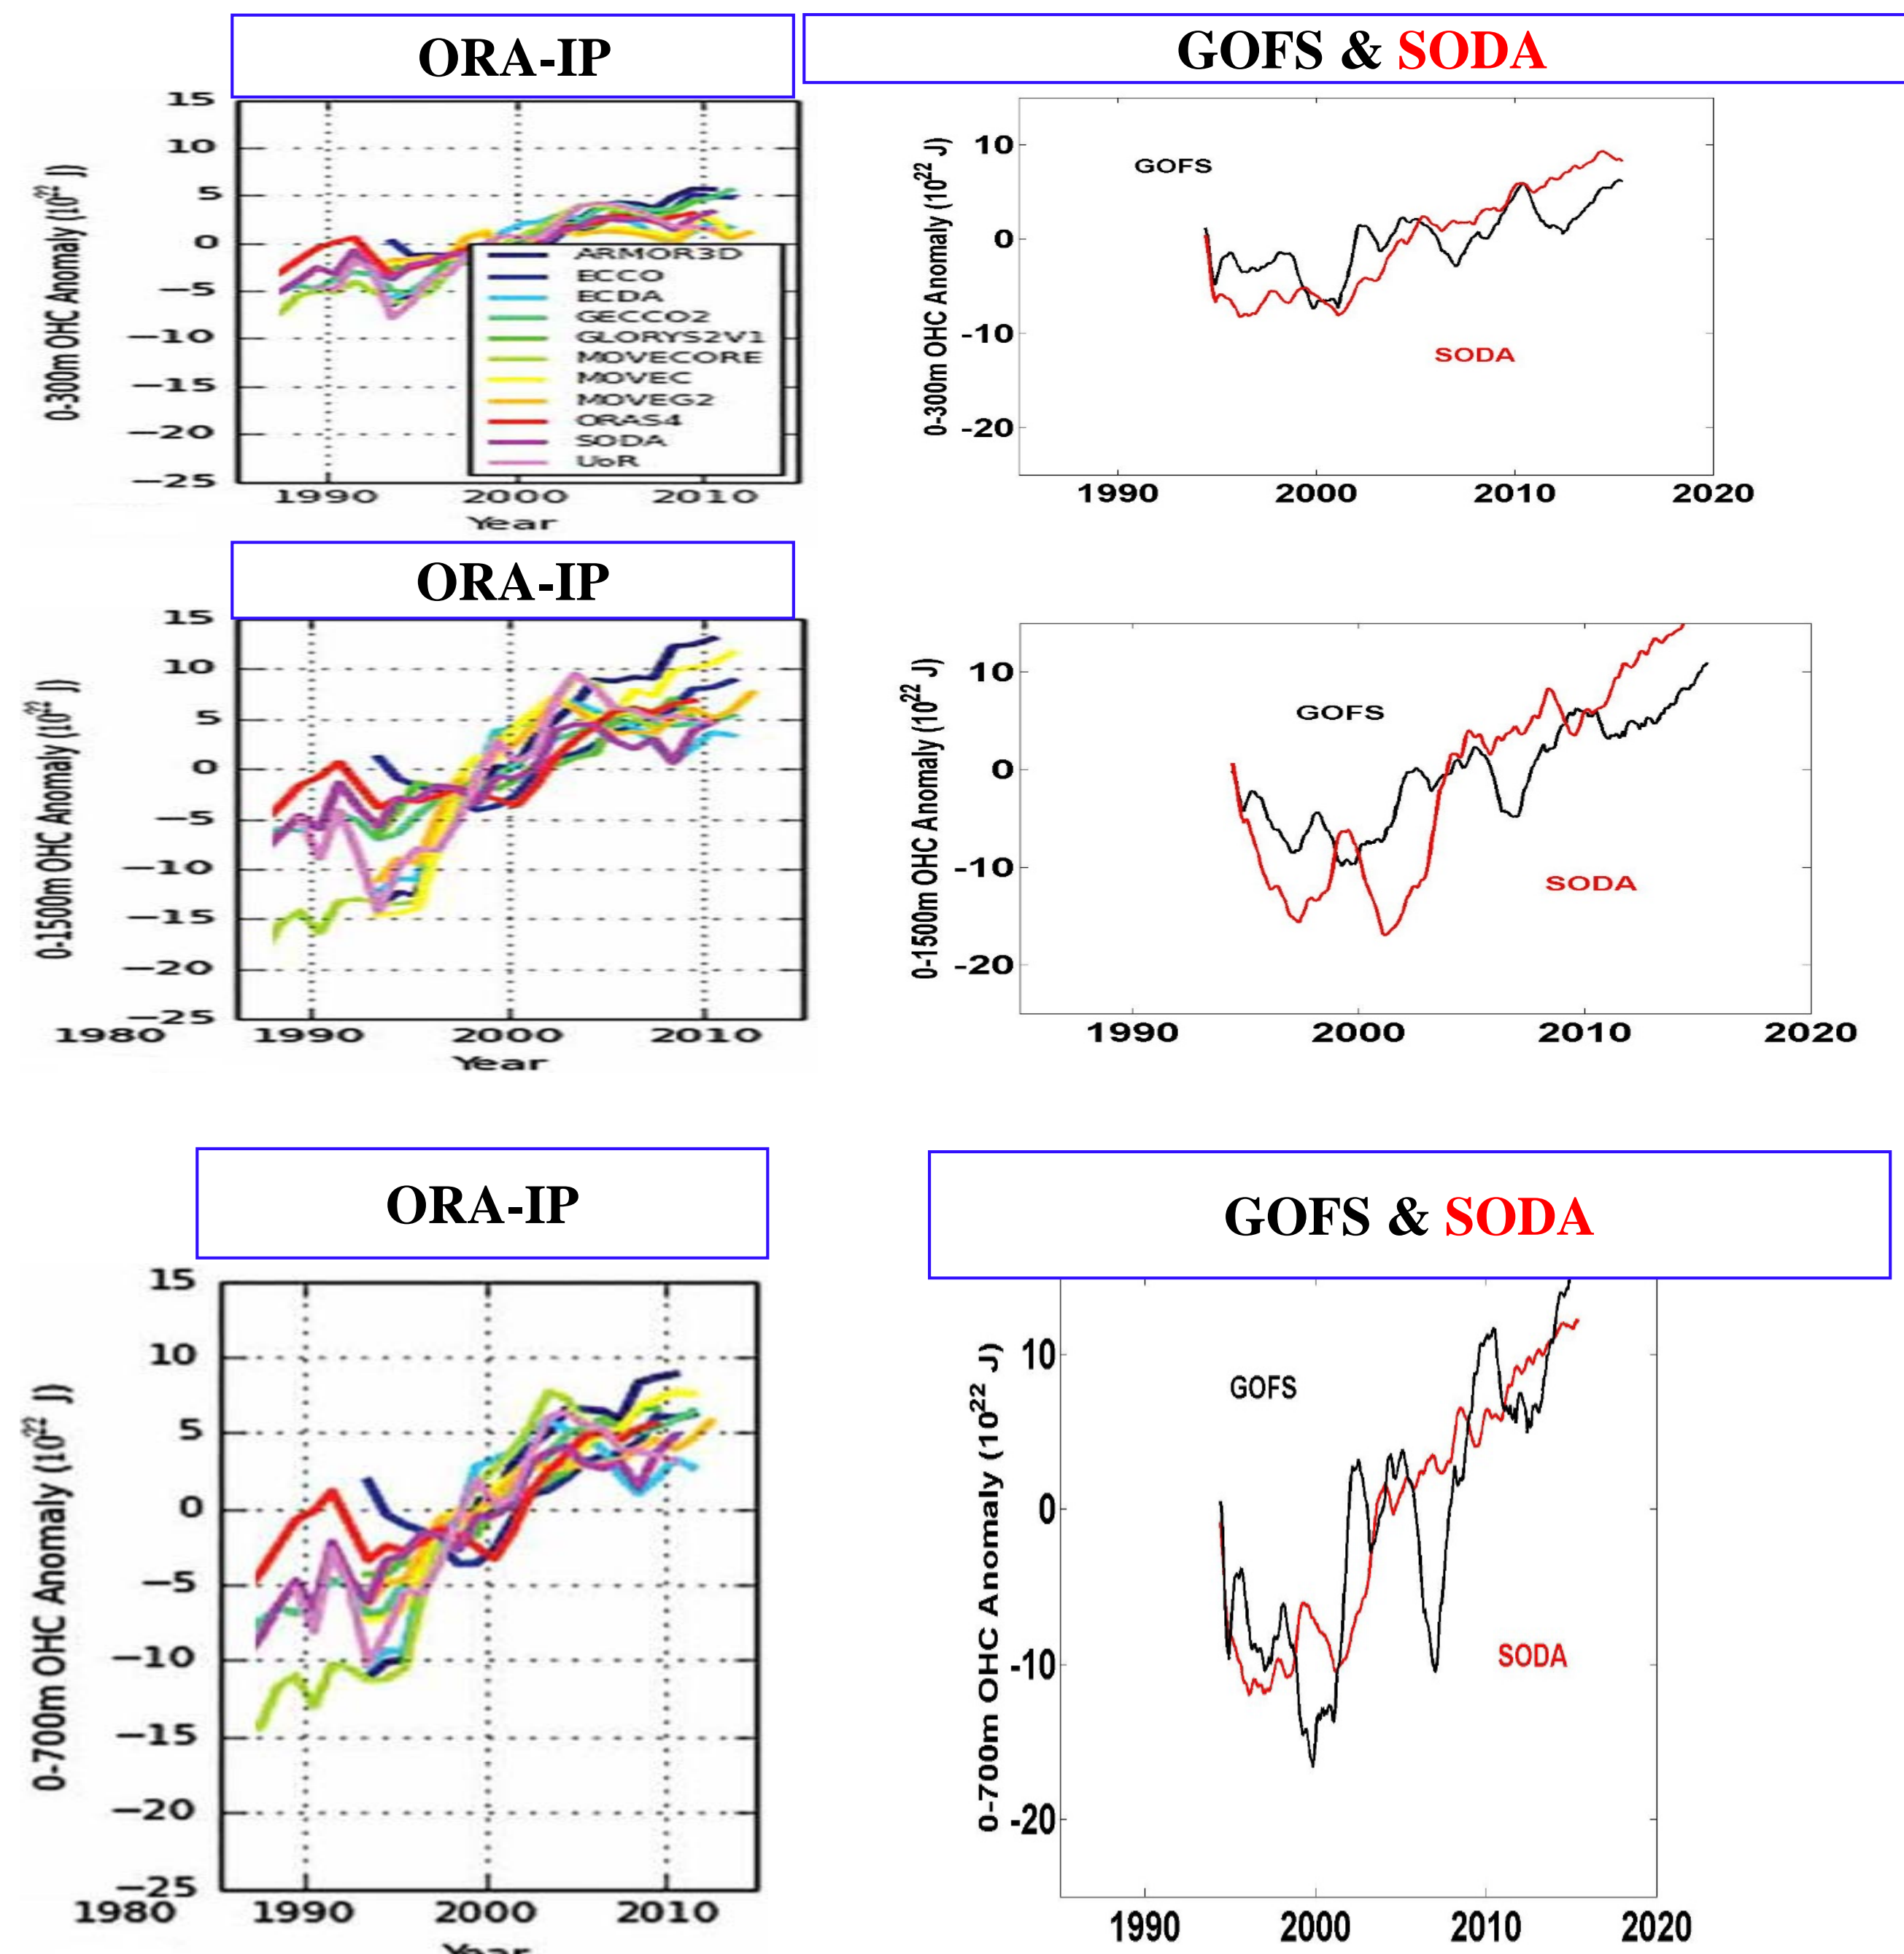 ORA-IP
GOFS & SODA
15
10
5
0
−5
−10
−15
−20
−25
0-300m OHC Anomaly (10²² J)
ARMOR3D
ECCO
ECDA
GECCO2
GLORYS2V1
MOVECORE
MOVEC
MOVEG2
ORAS4
SODA
UoR
1990 2000 2010
Year
10
0
-10
-20
0-300m OHC Anomaly (10²² J)
GOFS
SODA
1990 2000 2010 2020
ORA-IP
15
10
5
0
−5
−10
−15
−20
−25
0-1500m OHC Anomaly (10²² J)
1980 1990 2000 2010
Year
10
0
-10
-20
0-1500m OHC Anomaly (10²² J)
GOFS
SODA
1990 2000 2010 2020
ORA-IP
GOFS & SODA
15
10
5
0
−5
−10
−15
−20
−25
0-700m OHC Anomaly (10²² J)
1980 1990 2000 2010
Year
10
0
-10
-20
0-700m OHC Anomaly (10²² J)
GOFS
SODA
1990 2000 2010 2020